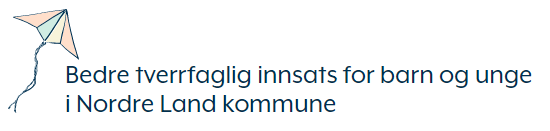 Bedre tverrfaglig innsats for barn og unge
i Nordre Land kommune